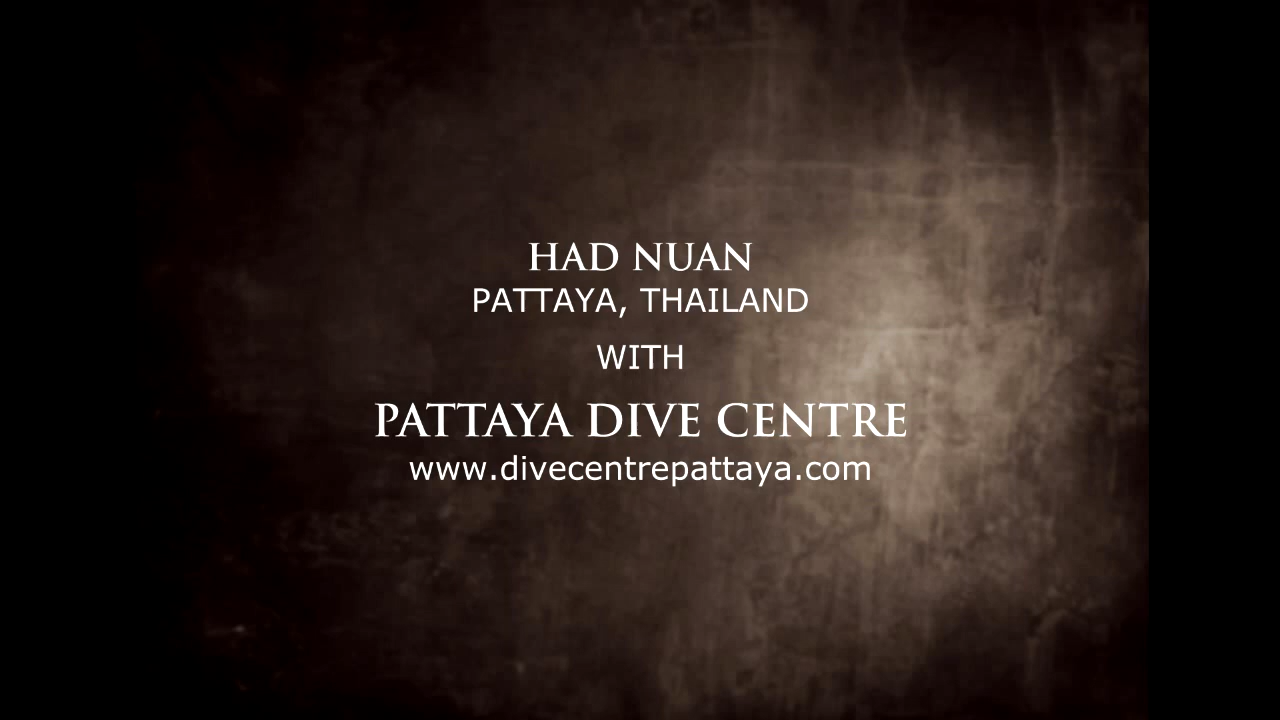 HAD NUAN
PATTAYA, THAILAND
WITH
PATTAYA DIVE CENTRE
www.divecentrepattaya.com